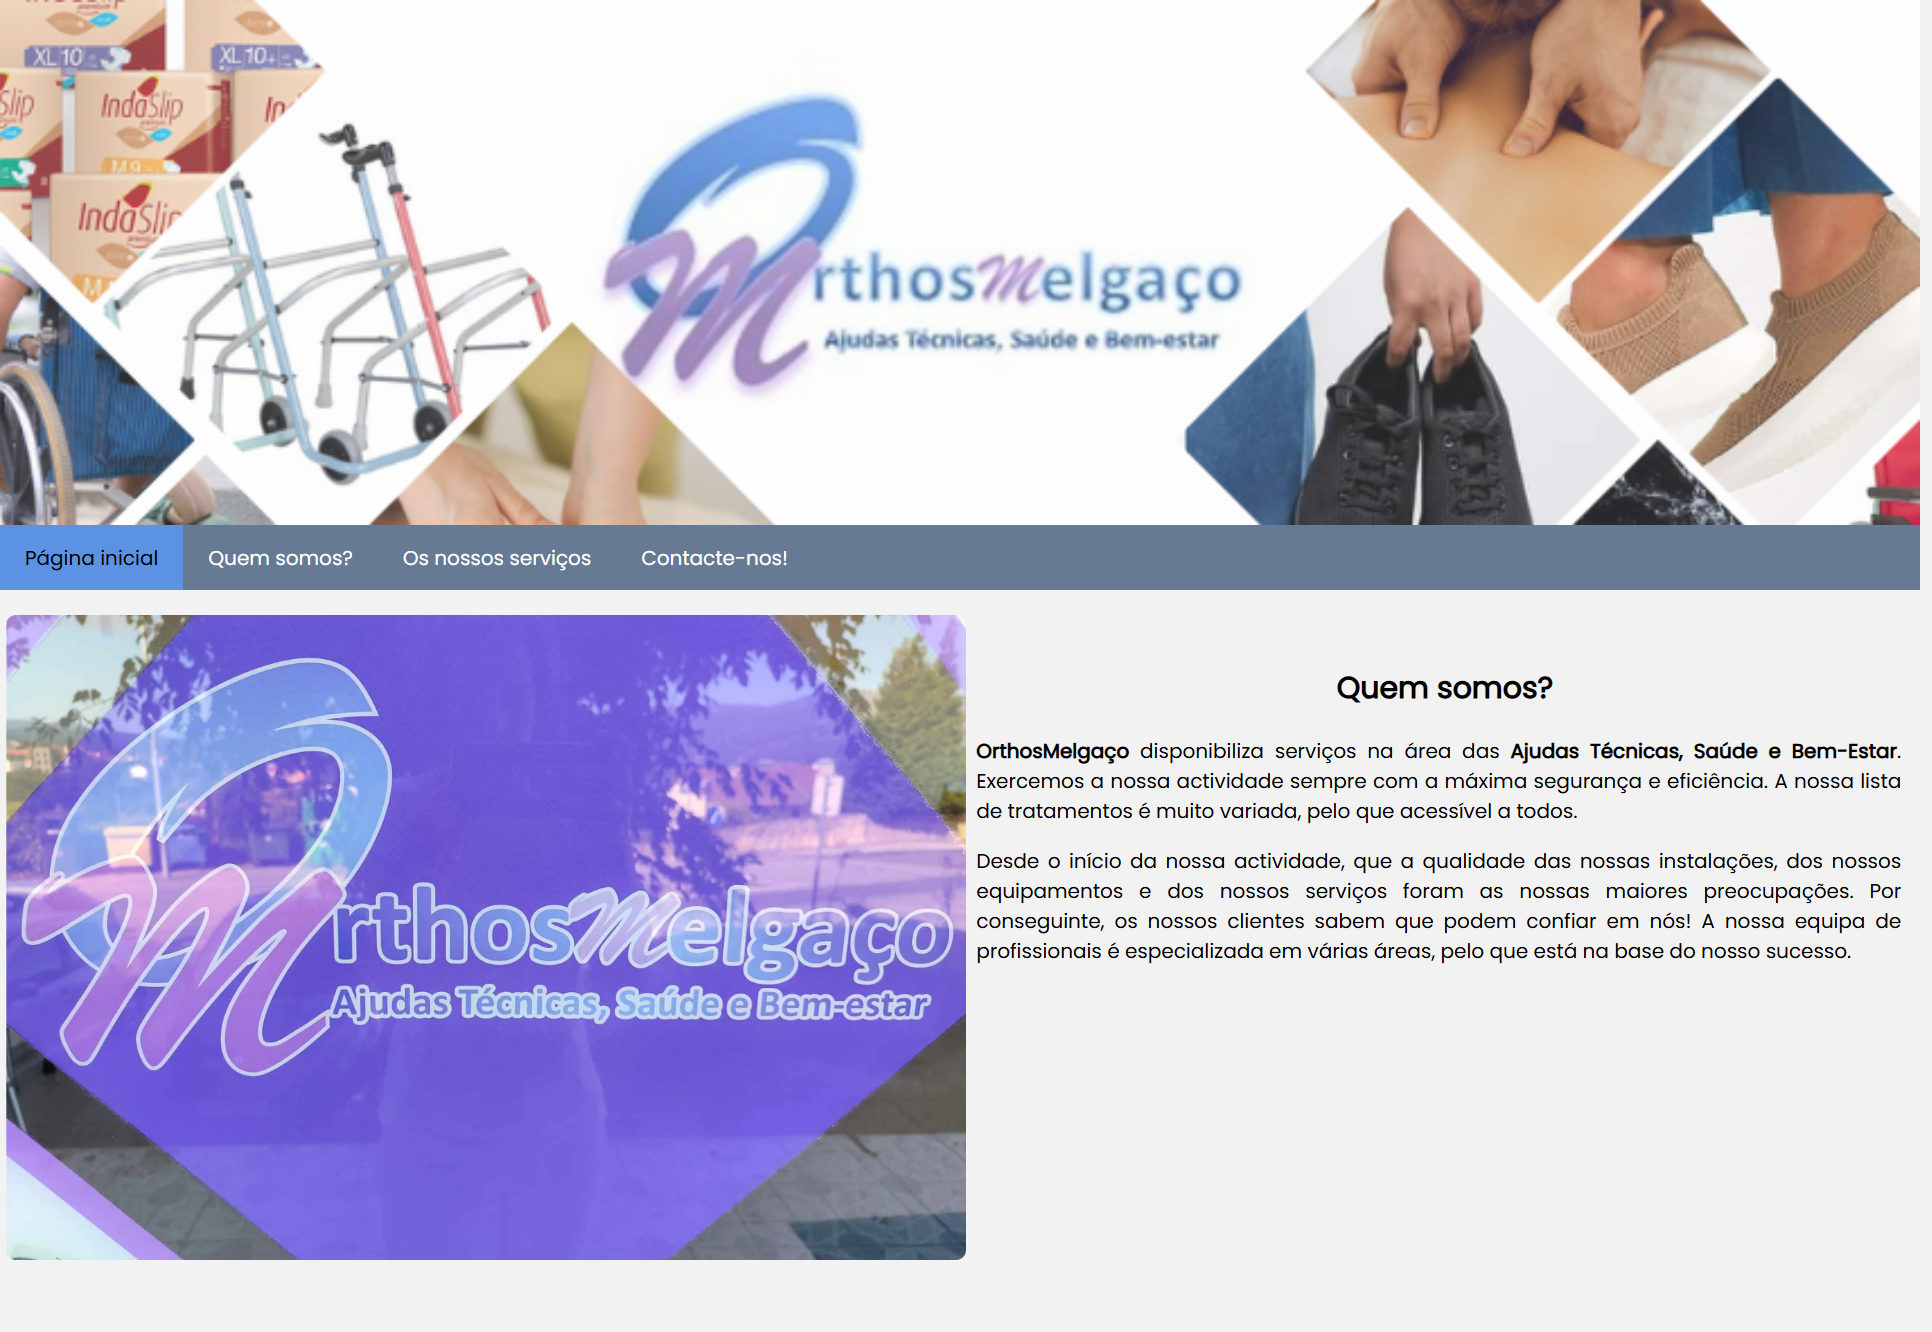 XL 10
XL 10+
IndaSlip
premium
M 9
IndaSlip
OrthosMelgaço
Ajudas Técnicas, Saúde e Bem-estar
Página inicial
Quem somos?
Os nossos serviços
Contacte-nos!
OrthosMelgaço
Ajudas Técnicas, Saúde e Bem-estar
Quem somos?
OrthosMelgaço disponibiliza serviços na área das Ajudas Técnicas, Saúde e Bem-Estar.
Exercemos a nossa actividade sempre com a máxima segurança e eficiência. A nossa lista
de tratamentos é muito variada, pelo que acessível a todos.
Desde o início da nossa actividade, que a qualidade das nossas instalações, dos nossos
equipamentos e dos nossos serviços foram as nossas maiores preocupações. Por
conseguinte, os nossos clientes sabem que podem confiar em nós! A nossa equipa de
profissionais é especializada em várias áreas, pelo que está na base do nosso sucesso.